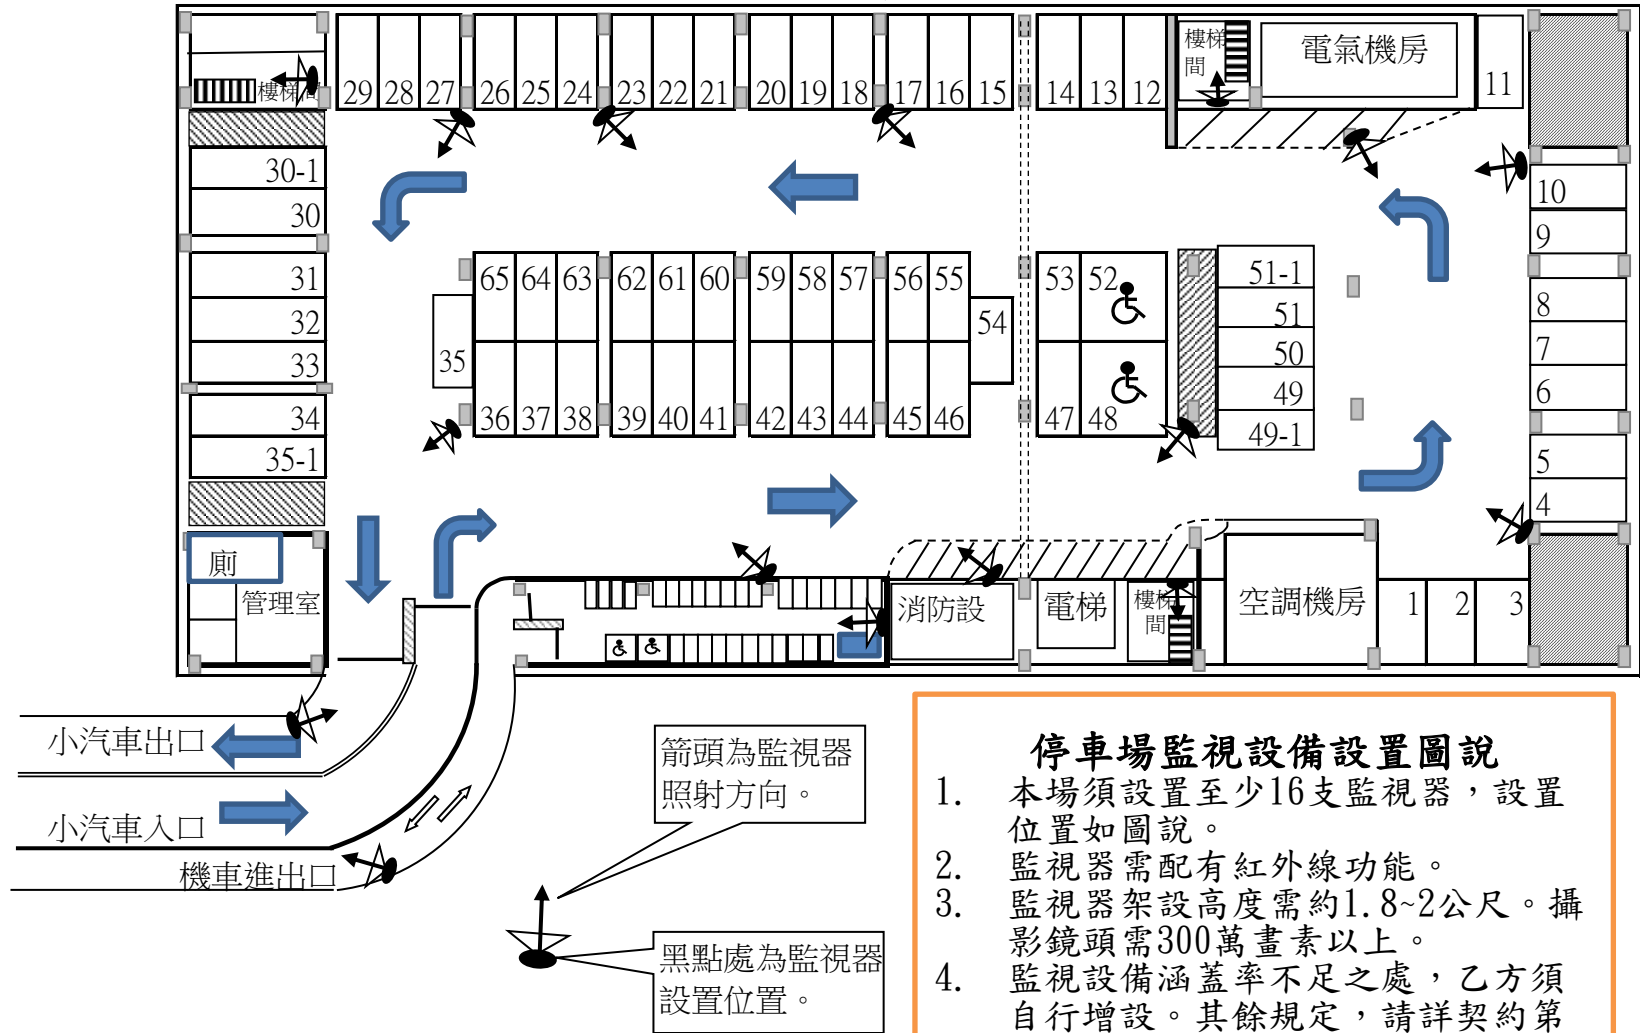 樓梯間
29 28 27 26 25 24 23 22 21 20 19 18 17 16 15 14 13 12
樓梯
間
電氣機房
11
30-1
30
31
32
33
34
35-1
10
9
8
7
6
5
4
65 64 63 62 61 60 59 58 57 56 55
54
53 52
51-1
51
50
49
49-1
35
36 37 38 39 40 41 42 43 44 45 46
47 48
廁
管理室
消防設
電梯
樓梯
間
空調機房
1 2 3
小汽車出口
小汽車入口
機車進出口
箭頭為監視器
照射方向。
黑點處為監視器
設置位置。
停車場監視設備設置圖說
1. 本場須設置至少16支監視器，設置
位置如圖說。
2. 監視器需配有紅外線功能。
3. 監視器架設高度需約1.8~2公尺。攝
影鏡頭需300萬畫素以上。
4. 監視設備涵蓋率不足之處，乙方須
自行增設。其餘規定，請詳契約第